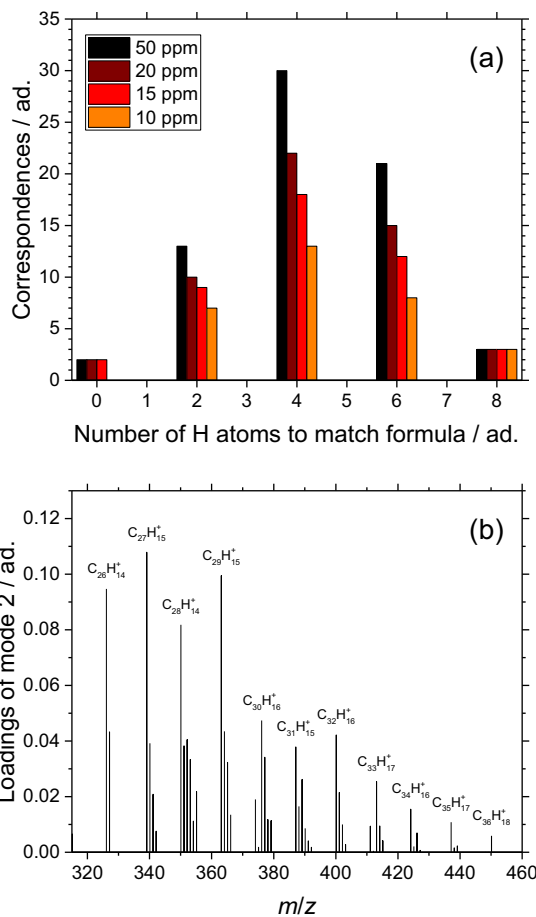 35
30
25
20
15
10
5
0
Correspondences / ad.
50 ppm
20 ppm
15 ppm
10 ppm
(a)
0 1 2 3 4 5 6 7 8
Number of H atoms to match formula / ad.
0.12
0.10
0.08
0.06
0.04
0.02
0.00
Loadings of mode 2 / ad.
(b)
C₂₆H₁₄⁺
C₂₇H₁₅⁺
C₂₈H₁₄⁺
C₂₉H₁₅⁺
C₃₀H₁₆⁺
C₃₁H₁₅⁺
C₃₂H₁₆⁺
C₃₃H₁₇⁺
C₃₄H₁₆⁺
C₃₅H₁₇⁺
C₃₆H₁₈⁺
320 340 360 380 400 420 440 460
m/z